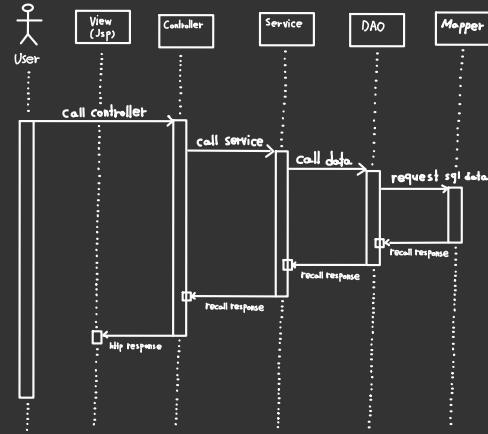 View
(Jsp)
Controller
Service
DAO
Mapper
User
call controller
call service
call data
request sql data
recall response
recall response
recall response
http response